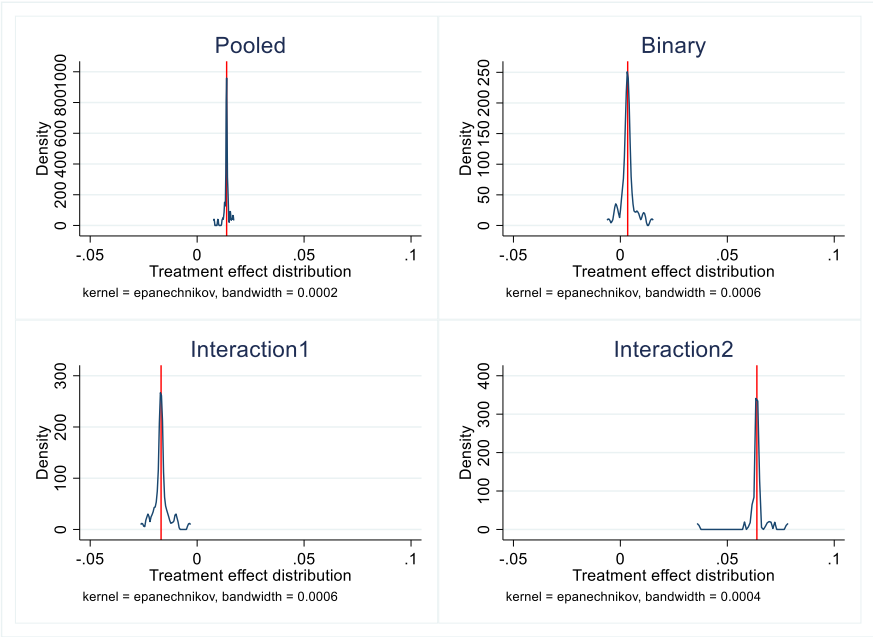 Pooled
Density
0 200 400 600 800 1000
-.05 0 .05 .1
Treatment effect distribution
kernel = epanechnikov, bandwidth = 0.0002
Binary
Density
0 50 100 150 200 250
-.05 0 .05 .1
Treatment effect distribution
kernel = epanechnikov, bandwidth = 0.0006
Interaction1
Density
0 100 200 300
-.05 0 .05 .1
Treatment effect distribution
kernel = epanechnikov, bandwidth = 0.0006
Interaction2
Density
0 100 200 300 400
-.05 0 .05 .1
Treatment effect distribution
kernel = epanechnikov, bandwidth = 0.0004